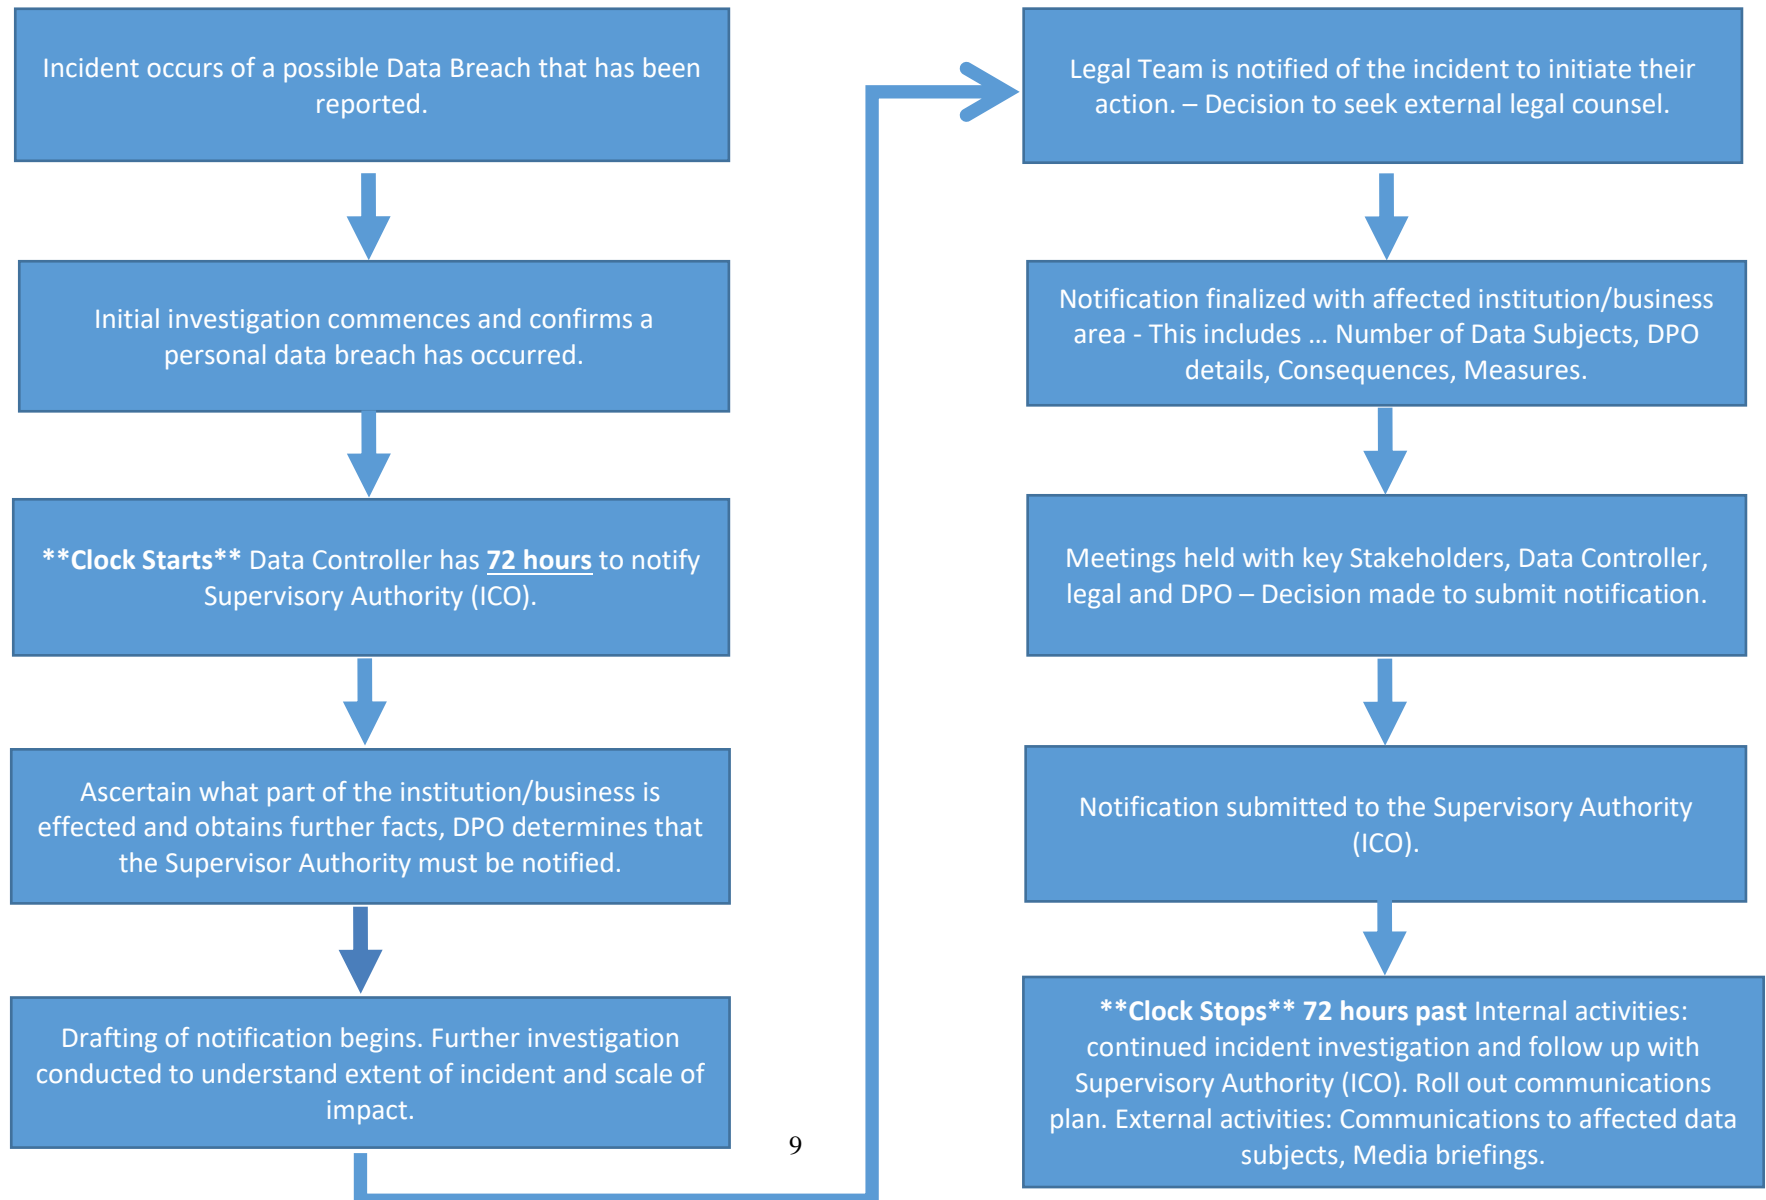 Incident occurs of a possible Data Breach that has been
reported.
Initial investigation commences and confirms a
personal data breach has occurred.
**Clock Starts** Data Controller has 72 hours to notify
Supervisory Authority (ICO).
Ascertain what part of the institution/business is
effected and obtains further facts, DPO determines that
the Supervisor Authority must be notified.
Drafting of notification begins. Further investigation
conducted to understand extent of incident and scale of
impact.
Legal Team is notified of the incident to initiate their
action. – Decision to seek external legal counsel.
Notification finalized with affected institution/business
area - This includes … Number of Data Subjects, DPO
details, Consequences, Measures.
Meetings held with key Stakeholders, Data Controller,
legal and DPO – Decision made to submit notification.
Notification submitted to the Supervisory Authority
(ICO).
**Clock Stops** 72 hours past Internal activities:
continued incident investigation and follow up with
Supervisory Authority (ICO). Roll out communications
plan. External activities: Communications to affected data
subjects, Media briefings.
9